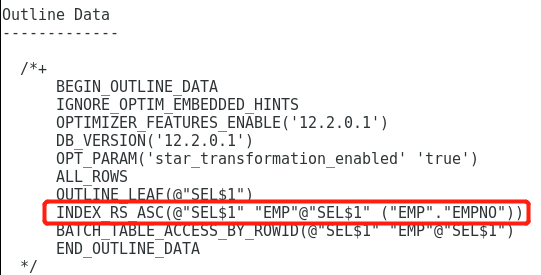 Outline Data
-------------
/*+
BEGIN_OUTLINE_DATA
IGNORE_OPTIM_EMBEDDED_HINTS
OPTIMIZER_FEATURES_ENABLE('12.2.0.1')
DB_VERSION('12.2.0.1')
OPT_PARAM('star_transformation_enabled' 'true')
ALL_ROWS
OUTLINE_LEAF(@"SEL$1")
INDEX_RS_ASC(@"SEL$1" "EMP"@"SEL$1" ("EMP"."EMPNO"))
BATCH_TABLE_ACCESS_BY_ROWID(@"SEL$1" "EMP"@"SEL$1")
END_OUTLINE_DATA
*/